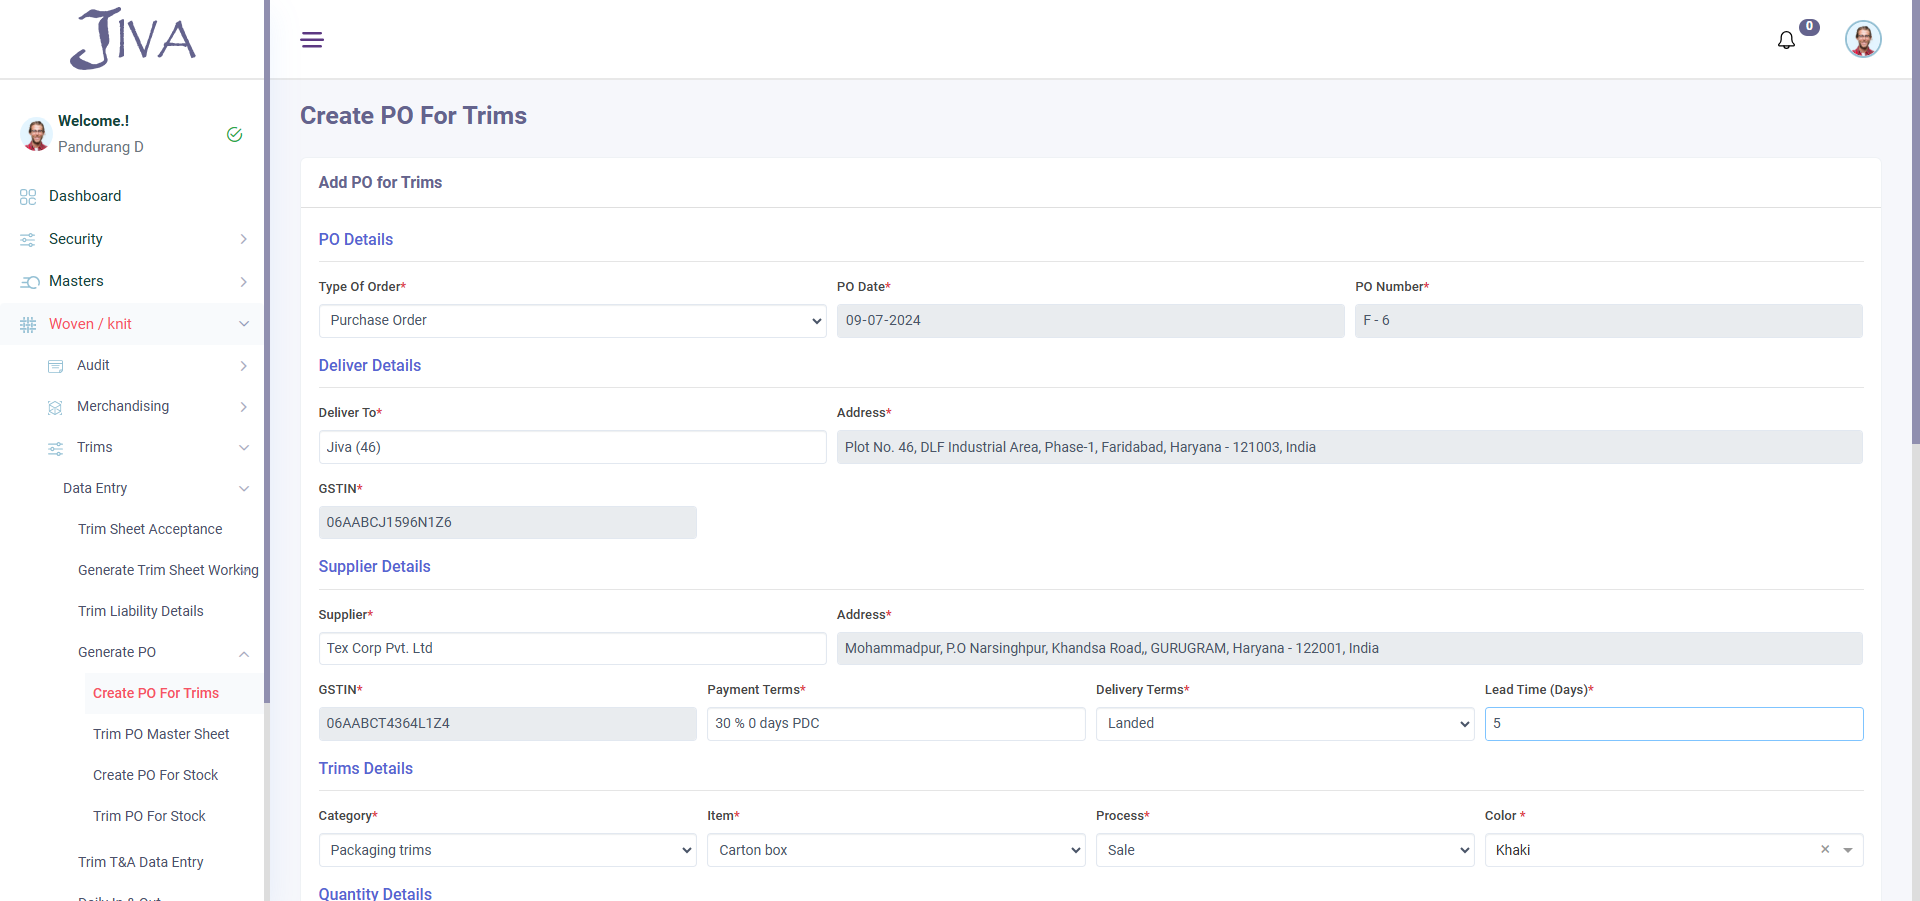 JIVA
0
Welcome.!
Pandurang D
Dashboard
Security
Masters
Woven / knit
Audit
Merchandising
Trims
Data Entry
Trim Sheet Acceptance
Generate Trim Sheet Working
Trim Liability Details
Generate PO
Create PO For Trims
Trim PO Master Sheet
Create PO For Stock
Trim PO For Stock
Trim T&A Data Entry
Daily In & Out
Create PO For Trims
Add PO for Trims
PO Details
Type Of Order* PO Date* PO Number*
Purchase Order 09-07-2024 F - 6
Deliver Details
Deliver To* Address*
Jiva (46) Plot No. 46, DLF Industrial Area, Phase-1, Faridabad, Haryana - 121003, India
GSTIN*
06AABCJ1596N1Z6
Supplier Details
Supplier* Address*
Tex Corp Pvt. Ltd Mohammadpur, P.O Narsinghpur, Khandsa Road,, GURUGRAM, Haryana - 122001, India
GSTIN* Payment Terms* Delivery Terms* Lead Time (Days)*
06AABCT4364L1Z4 30 % 0 days PDC Landed 5
Trims Details
Category* Item* Process* Color *
Packaging trims Carton box Sale Khaki
Quantity Details